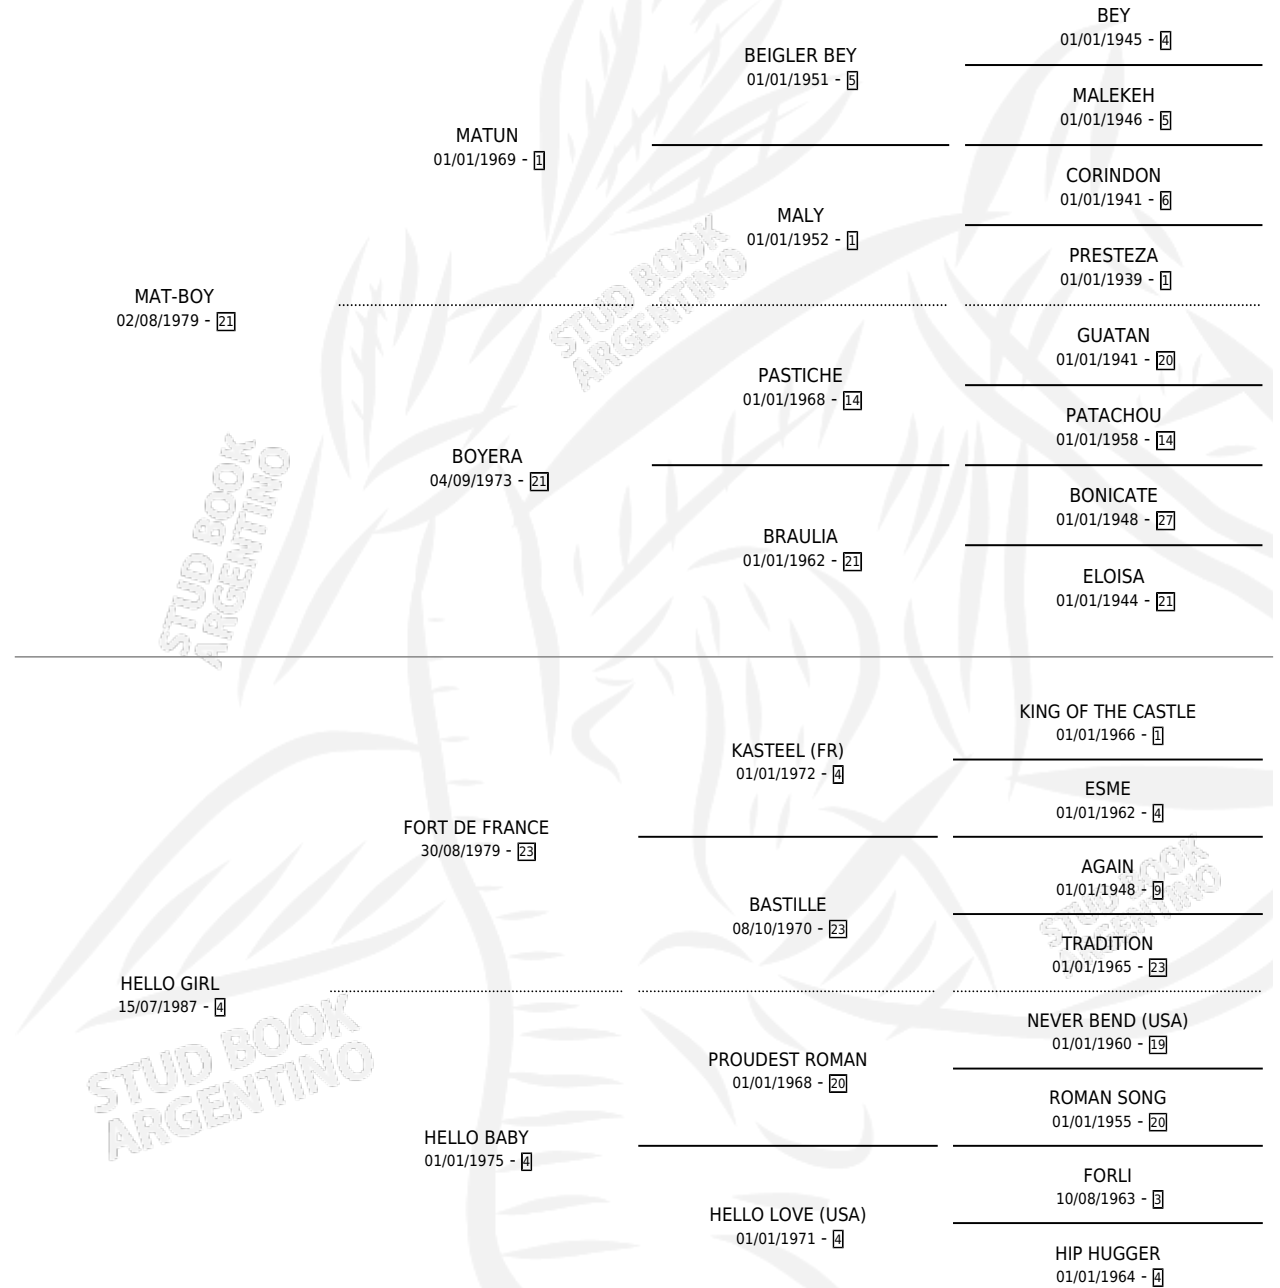 BEY
01/01/1945 - 4
BEIGLER BEY
01/01/1951 - 5
MALEKEH
01/01/1946 - 5
MATUN
01/01/1969 - 1
CORINDON
01/01/1941 - 6
MALY
01/01/1952 - 1
PRESTEZA
01/01/1939 - 1
MAT-BOY
02/08/1979 - 21
GUATAN
01/01/1941 - 20
PASTICHE
01/01/1968 - 14
PATACHOU
01/01/1958 - 14
BOYERA
04/09/1973 - 21
BONICATE
01/01/1948 - 27
BRAULIA
01/01/1962 - 21
ELOISA
01/01/1944 - 21
KING OF THE CASTLE
01/01/1966 - 1
KASTEEL (FR)
01/01/1972 - 4
ESME
01/01/1962 - 4
FORT DE FRANCE
30/08/1979 - 23
AGAIN
01/01/1948 - 9
BASTILLE
08/10/1970 - 23
TRADITION
01/01/1965 - 23
HELLO GIRL
15/07/1987 - 4
NEVER BEND (USA)
01/01/1960 - 19
PROUDEST ROMAN
01/01/1968 - 20
ROMAN SONG
01/01/1955 - 20
HELLO BABY
01/01/1975 - 4
FORLI
10/08/1963 - 3
HELLO LOVE (USA)
01/01/1971 - 4
HIP HUGGER
01/01/1964 - 4
STUD BOOK
ARGENTINO
STUD BOOK
ARGENTINO
STUD BOOK
ARGENTINO
STUD BOOK
ARGENTINO